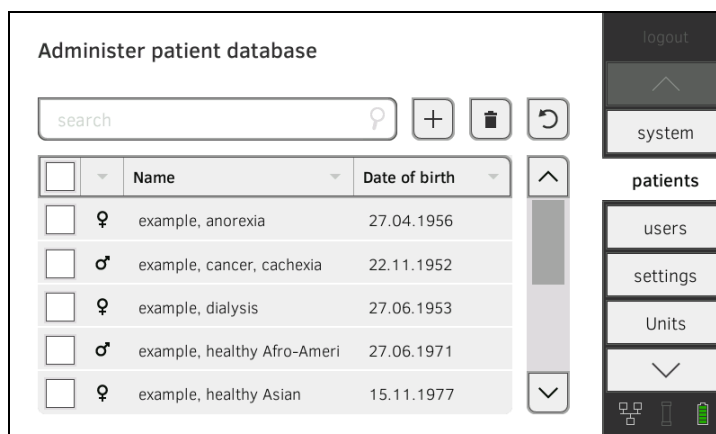 Administer patient database
search
Name Date of birth
example, anorexia 27.04.1956
example, cancer, cachexia 22.11.1952
example, dialysis 27.06.1953
example, healthy Afro-Ameri 27.06.1971
example, healthy Asian 15.11.1977
logout
system
patients
users
settings
Units